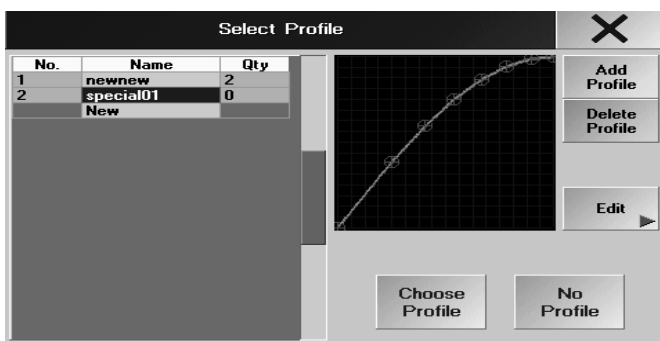 Select Profile
No. Name Qty
1 newnew 2
2 special01 0
New
Add
Profile
Delete
Profile
Edit
Choose
Profile
No
Profile